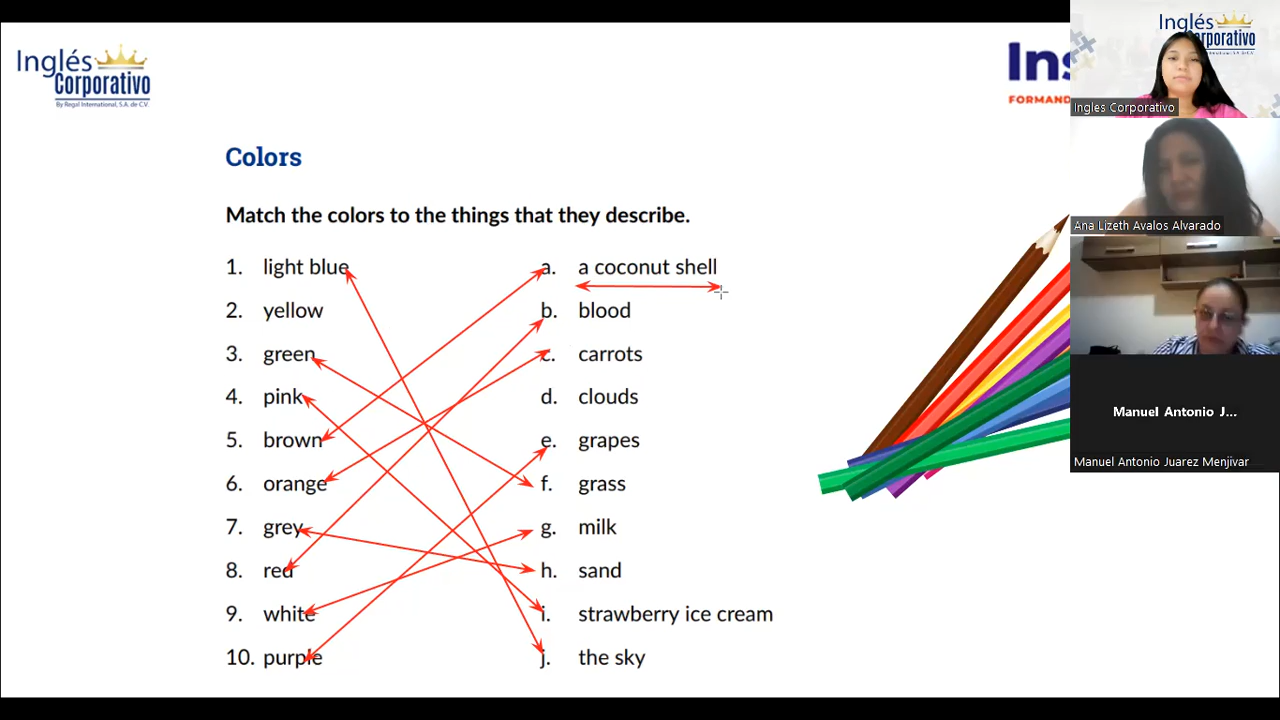 Inglés
Corporativo
By Regal International, S.A. de C.V.
Ins
FORMAND
Colors
Match the colors to the things that they describe.
1. light blue
2. yellow
3. green
4. pink
5. brown
6. orange
7. grey
8. red
9. white
10. purple
a. a coconut shell
b. blood
c. carrots
d. clouds
e. grapes
f. grass
g. milk
h. sand
i. strawberry ice cream
j. the sky
Inglés
Corporativo
Ingles Corporativo
Ana Lizeth Avalos Alvarado
Manuel Antonio J...
Manuel Antonio Juarez Menjivar